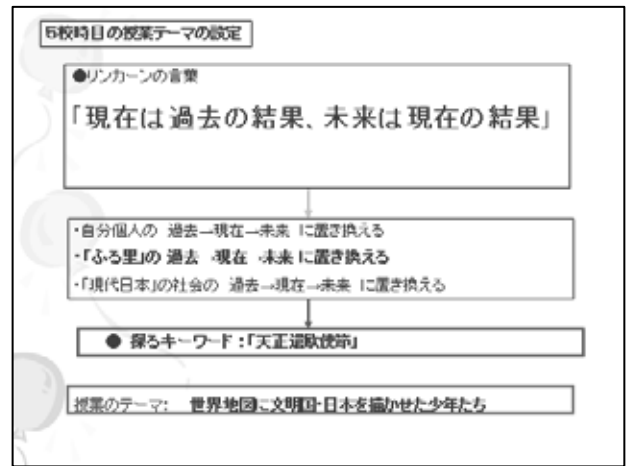 5校時目の授業テーマの設定
●リンカーンの言葉
「現在は過去の結果、未来は現在の結果」
・自分個人の 過去→現在→未来 に置き換える
・「ふる里」の 過去→現在→未来 に置き換える
・「現代日本」の社会の 過去→現在→未来 に置き換える
● 探るキーワード：「天正遣欧使節」
授業のテーマ： 世界地図に文明国・日本を描かせた少年たち